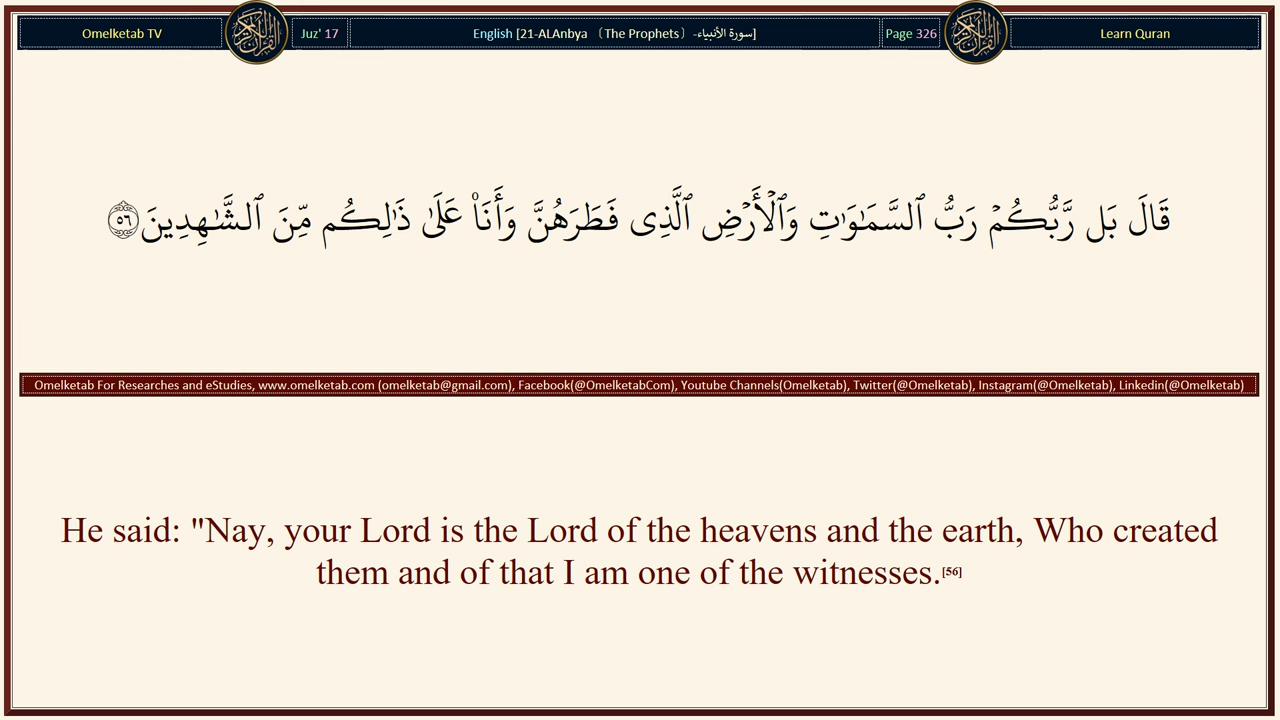 Omelketab TV
Juz' 17
English [21-ALAnbya （The Prophets） -سورة الأنبياء]
Page 326
Learn Quran
قَالَ بَل رَّبُّكُمْ رَبُّ ٱلسَّمَـٰوَٰتِ وَٱلْأَرْضِ ٱلَّذِى فَطَرَهُنَّ وَأَنَا۠ عَلَىٰ ذَٰلِكُم مِّنَ ٱلشَّـٰهِدِينَ ٥٦
Omelketab For Researches and eStudies, www.omelketab.com (omelketab@gmail.com), Facebook(@OmelketabCom), Youtube Channels(Omelketab), Twitter(@Omelketab), Instagram(@Omelketab), Linkedin(@Omelketab)
He said: "Nay, your Lord is the Lord of the heavens and the earth, Who created
them and of that I am one of the witnesses.[56]